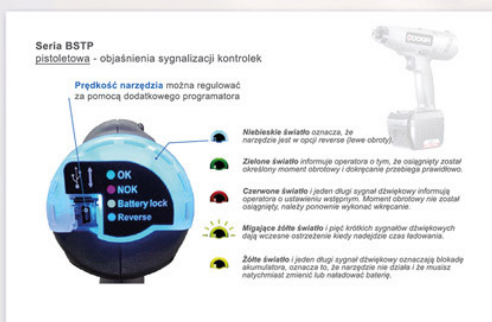 Seria BSTP
pistoletowa - objaśnienia sygnalizacji kontrolek
DOGA
Prędkość narzędzia można regulować
za pomocą dodatkowego programatora
Niebieskie światło oznacza, że
narzędzie jest w opcji reverse (lewe obroty).
OK
NOK
Battery lock
Reverse
Zielone światło informuje operatora o tym, że osiągnięty został
określony moment obrotowy i dokręcanie przebiega prawidłowo.
Czerwone światło i jeden długi sygnał dźwiękowy informują
operatora o ustawieniu wstępnym. Moment obrotowy nie został
osiągnięty, należy ponownie wykonać wkręcanie.
Migające żółte światło i pięć krótkich sygnałów dźwiękowych
dają wczesne ostrzeżenie kiedy nadejdzie czas ładowania.
Żółte światło i jeden długi sygnał dźwiękowy oznaczają blokadę
akumulatora, oznacza to, że narzędzie nie działa i że musisz
natychmiast zmienić lub naładować baterię.